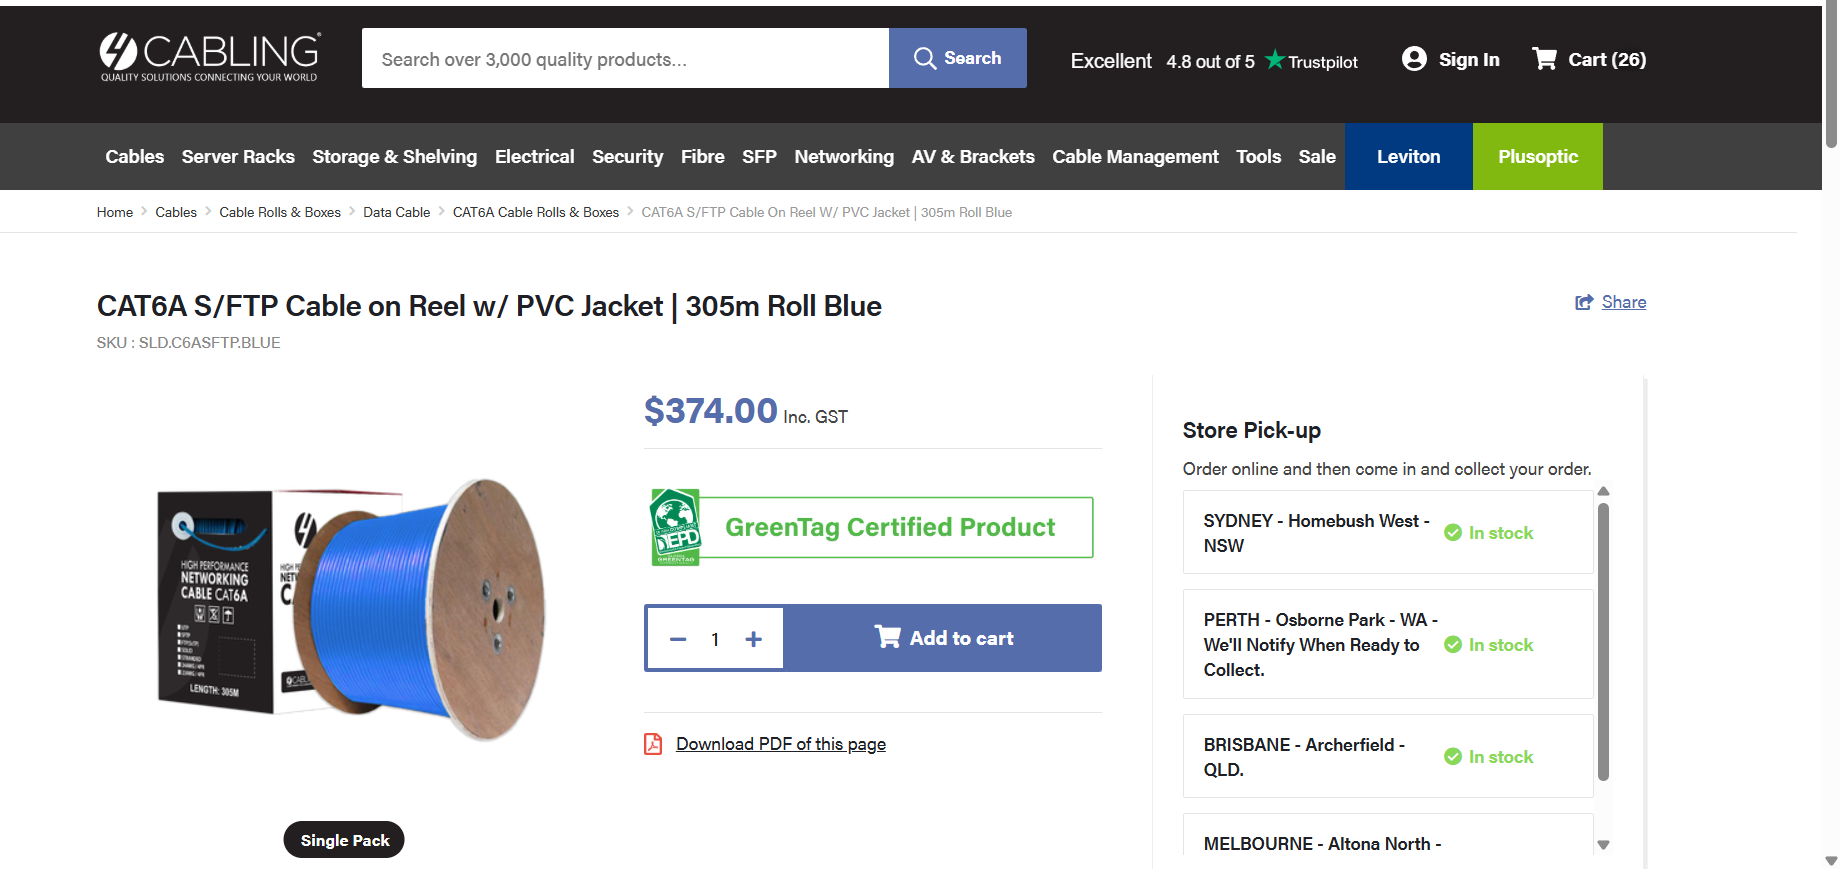 4CABLING®
QUALITY SOLUTIONS CONNECTING YOUR WORLD
Search over 3,000 quality products...
Search
Excellent 4.8 out of 5 Trustpilot
Sign In
Cart (26)
Cables Server Racks Storage & Shelving Electrical Security Fibre SFP Networking AV & Brackets Cable Management Tools Sale Leviton Plusoptic
Home Cables Cable Rolls & Boxes Data Cable CAT6A Cable Rolls & Boxes CAT6A S/FTP Cable On Reel W/ PVC Jacket | 305m Roll Blue
CAT6A S/FTP Cable on Reel w/ PVC Jacket | 305m Roll Blue
Share
SKU : SLD.C6ASFTP.BLUE
$374.00 Inc. GST
EPD
GREENTAG
GreenTag Certified Product
1
Add to cart
Download PDF of this page
HIGH PERFORMANCE
NETWORKING
CABLE CAT6A
LENGTH: 305M
Single Pack
Store Pick-up
Order online and then come in and collect your order.
SYDNEY - Homebush West -
NSW
In stock
PERTH - Osborne Park - WA -
We'll Notify When Ready to
Collect.
In stock
BRISBANE - Archerfield -
QLD.
In stock
MELBOURNE - Altona North -